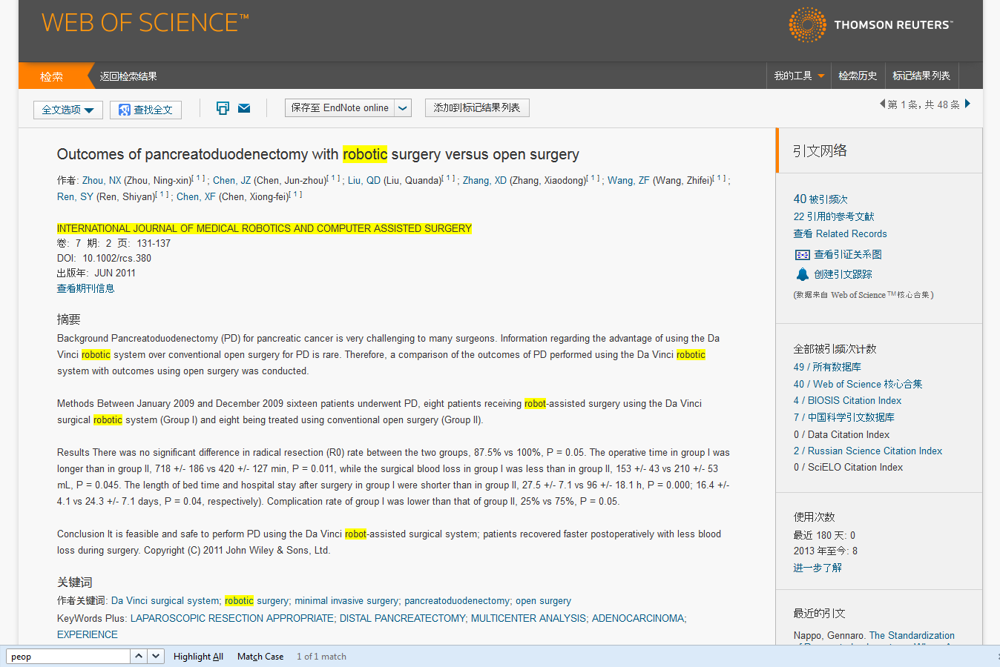 WEB OF SCIENCE™
THOMSON REUTERS™
检索
返回检索结果
我的工具
检索历史
标记结果列表
全文选项
查找全文
保存至 EndNote online
添加到标记结果列表
第 1 条, 共 48 条
Outcomes of pancreatoduodenectomy with robotic surgery versus open surgery
作者: Zhou, NX (Zhou, Ning-xin)[ 1 ] ; Chen, JZ (Chen, Jun-zhou)[ 1 ] ; Liu, QD (Liu, Quanda)[ 1 ] ; Zhang, XD (Zhang, Xiaodong)[ 1 ] ; Wang, ZF (Wang, Zhifei)[ 1 ] ;
Ren, SY (Ren, Shiyan)[ 1 ] ; Chen, XF (Chen, Xiong-fei)[ 1 ]
INTERNATIONAL JOURNAL OF MEDICAL ROBOTICS AND COMPUTER ASSISTED SURGERY
卷: 7 期: 2 页: 131-137
DOI: 10.1002/rcs.380
出版年: JUN 2011
查看期刊信息
摘要
Background Pancreatoduodenectomy (PD) for pancreatic cancer is very challenging to many surgeons. Information regarding the advantage of using the Da
Vinci robotic system over conventional open surgery for PD is rare. Therefore, a comparison of the outcomes of PD performed using the Da Vinci robotic
system with outcomes using open surgery was conducted.
Methods Between January 2009 and December 2009 sixteen patients underwent PD, eight patients receiving robot-assisted surgery using the Da Vinci
surgical robotic system (Group I) and eight being treated using conventional open surgery (Group II).
Results There was no significant difference in radical resection (R0) rate between the two groups, 87.5% vs 100%, P = 0.05. The operative time in group I was
longer than in group II, 718 +/- 186 vs 420 +/- 127 min, P = 0.011, while the surgical blood loss in group I was less than in group II, 153 +/- 43 vs 210 +/- 53
mL, P = 0.045. The length of bed time and hospital stay after surgery in group I were shorter than in group II, 27.5 +/- 7.1 vs 96 +/- 18.1 h, P = 0.000; 16.4 +/-
4.1 vs 24.3 +/- 7.1 days, P = 0.04, respectively). Complication rate of group I was lower than that of group II, 25% vs 75%, P = 0.05.
Conclusion It is feasible and safe to perform PD using the Da Vinci robot-assisted surgical system; patients recovered faster postoperatively with less blood
loss during surgery. Copyright (C) 2011 John Wiley & Sons, Ltd.
关键词
作者关键词: Da Vinci surgical system; robotic surgery; minimal invasive surgery; pancreatoduodenectomy; open surgery
KeyWords Plus: LAPAROSCOPIC RESECTION APPROPRIATE; DISTAL PANCREATECTOMY; MULTICENTER ANALYSIS; ADENOCARCINOMA;
EXPERIENCE
引文网络
40 被引频次
22 引用的参考文献
查看 Related Records
查看引证关系图
创建引文跟踪
(数据来自 Web of Science™ 核心合集)
全部被引频次计数
49 / 所有数据库
40 / Web of Science 核心合集
4 / BIOSIS Citation Index
7 / 中国科学引文数据库
0 / Data Citation Index
2 / Russian Science Citation Index
0 / SciELO Citation Index
使用次数
最近 180 天: 0
2013 年至今: 8
进一步了解
最近的引文
Nappo, Gennaro. The Standardization
peop
Highlight All
Match Case
1 of 1 match